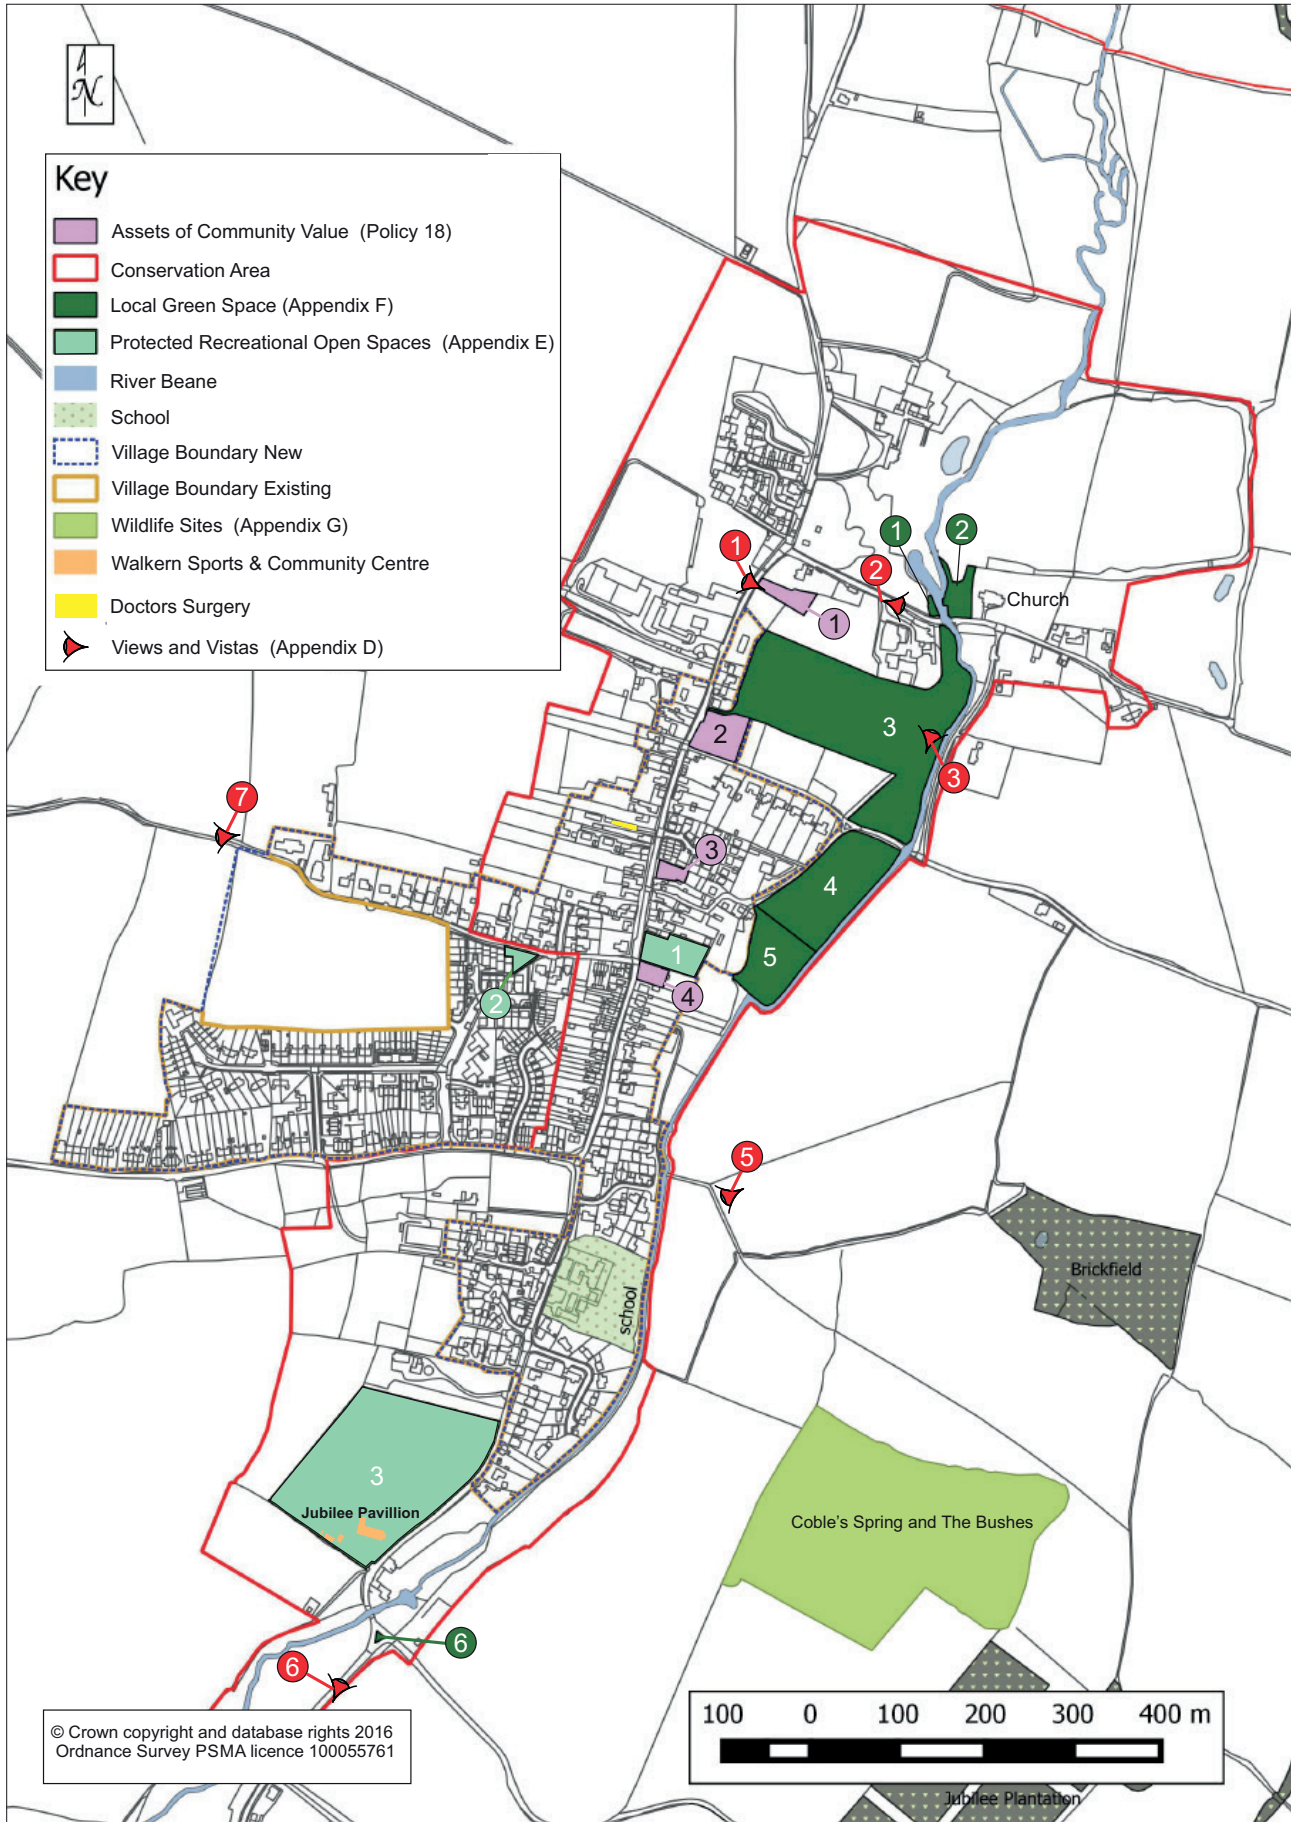 N
Key
Assets of Community Value (Policy 18)
Conservation Area
Local Green Space (Appendix F)
Protected Recreational Open Spaces (Appendix E)
River Beane
School
Village Boundary New
Village Boundary Existing
Wildlife Sites (Appendix G)
Walkern Sports & Community Centre
Doctors Surgery
Views and Vistas (Appendix D)
1
2
1
2
Church
1
3
2
3
7
3
4
1
5
2
4
5
Brickfield
school
3
Jubilee Pavillion
Coble's Spring and The Bushes
6
6
100 0 100 200 300 400 m
© Crown copyright and database rights 2016
Ordnance Survey PSMA licence 100055761
Jubilee Plantation